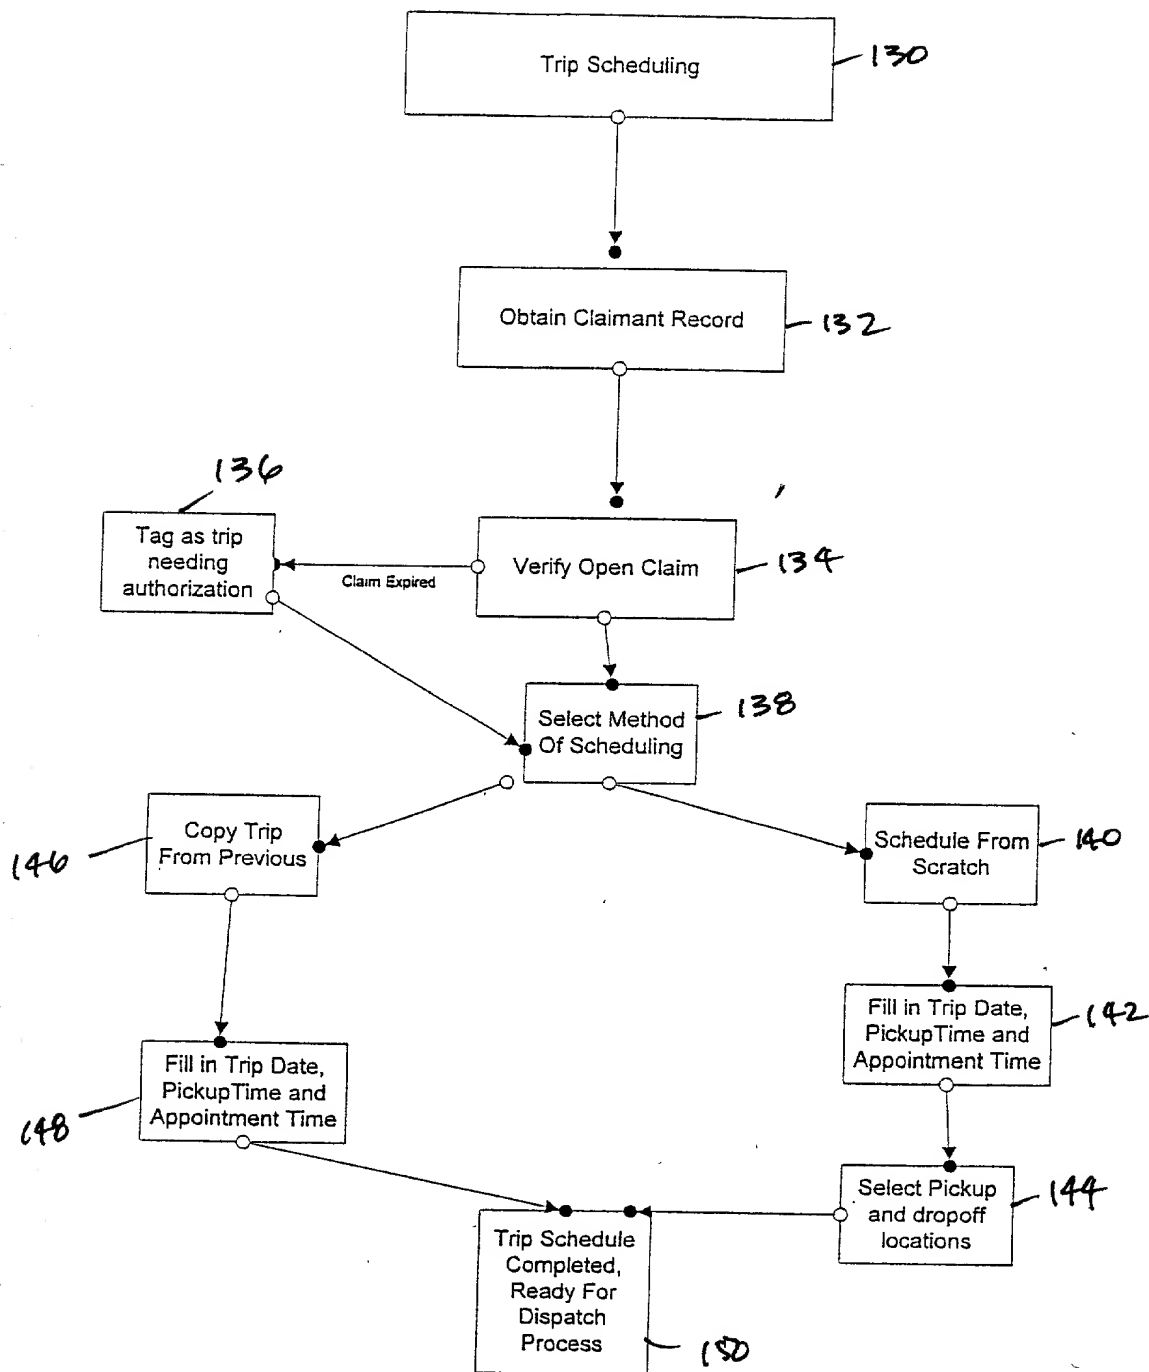 Trip Scheduling
130
Obtain Claimant Record
132
136
Tag as trip
needing
authorization
Claim Expired
Verify Open Claim
134
Select Method
Of Scheduling
138
Copy Trip
From Previous
146
Schedule From
Scratch
140
Fill in Trip Date,
PickupTime and
Appointment Time
142
Fill in Trip Date,
PickupTime and
Appointment Time
148
Select Pickup
and dropoff
locations
144
Trip Schedule
Completed,
Ready For
Dispatch
Process
150